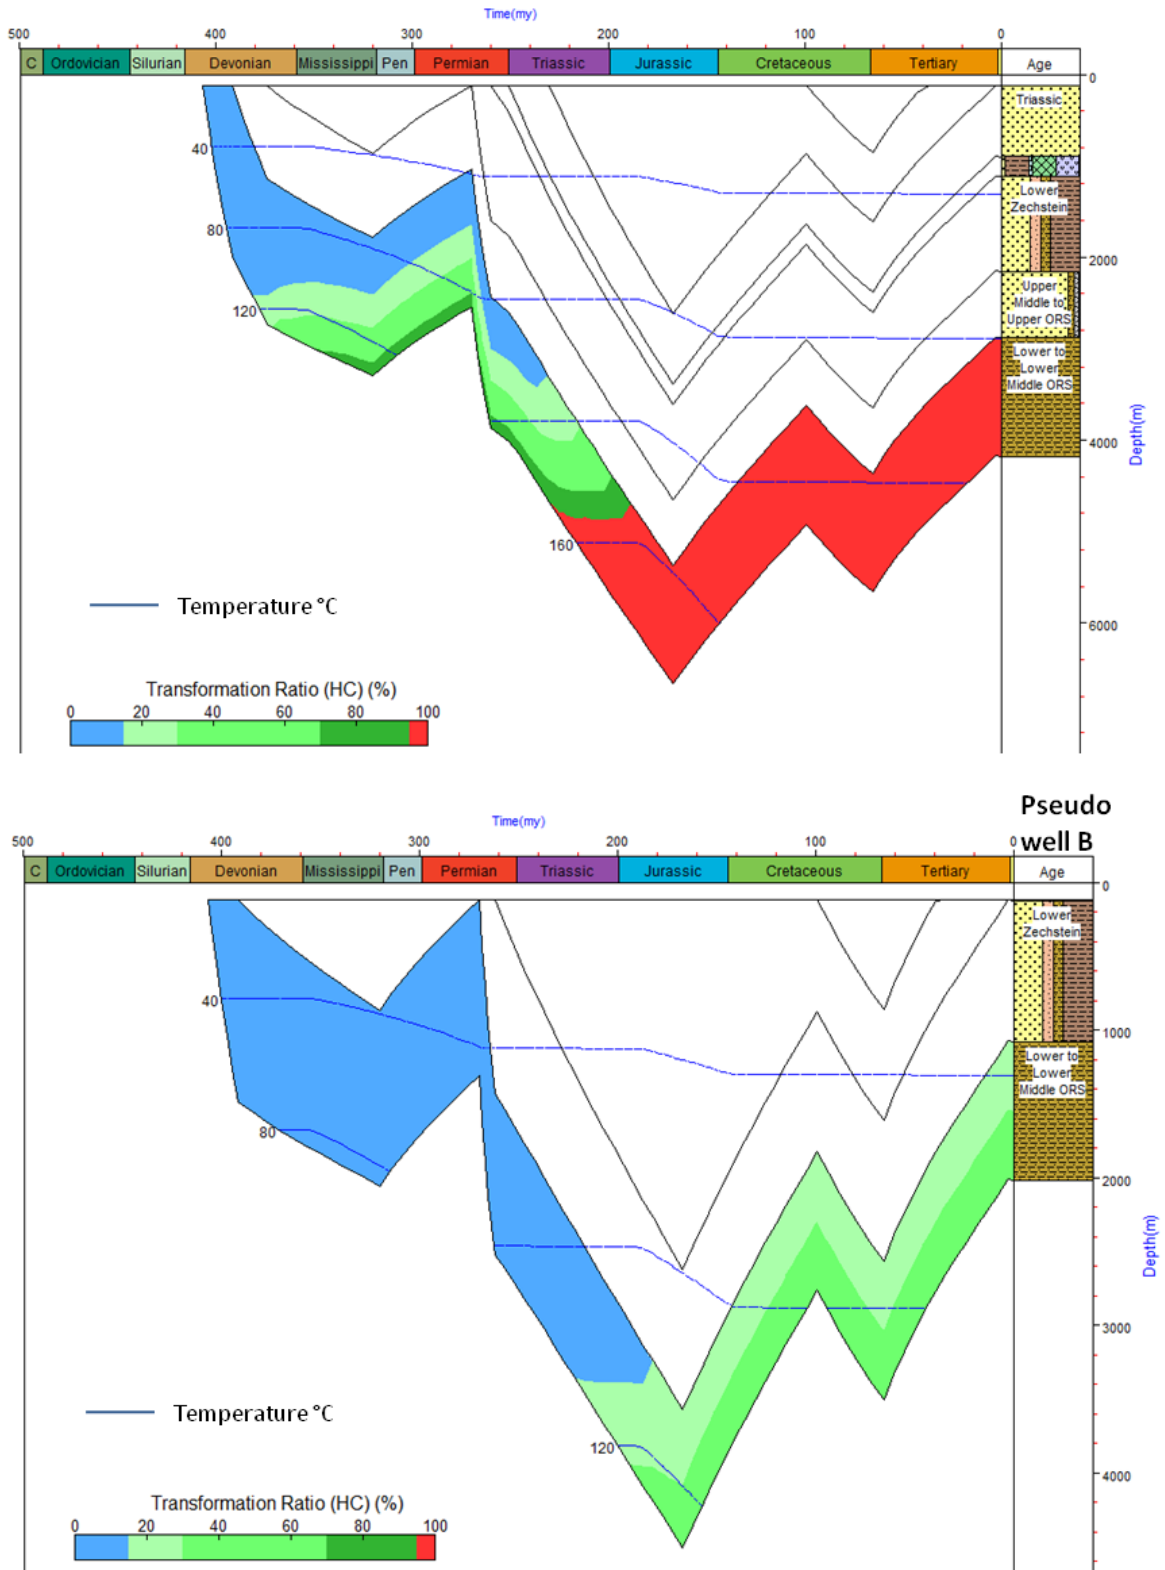 Time(my)
500 400 300 200 100 0
C Ordovician Silurian Devonian Mississippi Pen Permian Triassic Jurassic Cretaceous Tertiary Age
0
Triassic
40
Lower
Zechstein
80
2000
Upper
Middle to
Upper ORS
120
Lower to
Lower
Middle ORS
4000
Depth(m)
160
6000
Temperature °C
Transformation Ratio (HC) (%)
0 20 40 60 80 100
Pseudo
well B
Time(my)
500 400 300 200 100 0
C Ordovician Silurian Devonian Mississippi Pen Permian Triassic Jurassic Cretaceous Tertiary Age
0
Lower
Zechstein
40
1000
Lower to
Lower
Middle ORS
80
2000
Depth(m)
3000
Temperature °C
120
4000
Transformation Ratio (HC) (%)
0 20 40 60 80 100